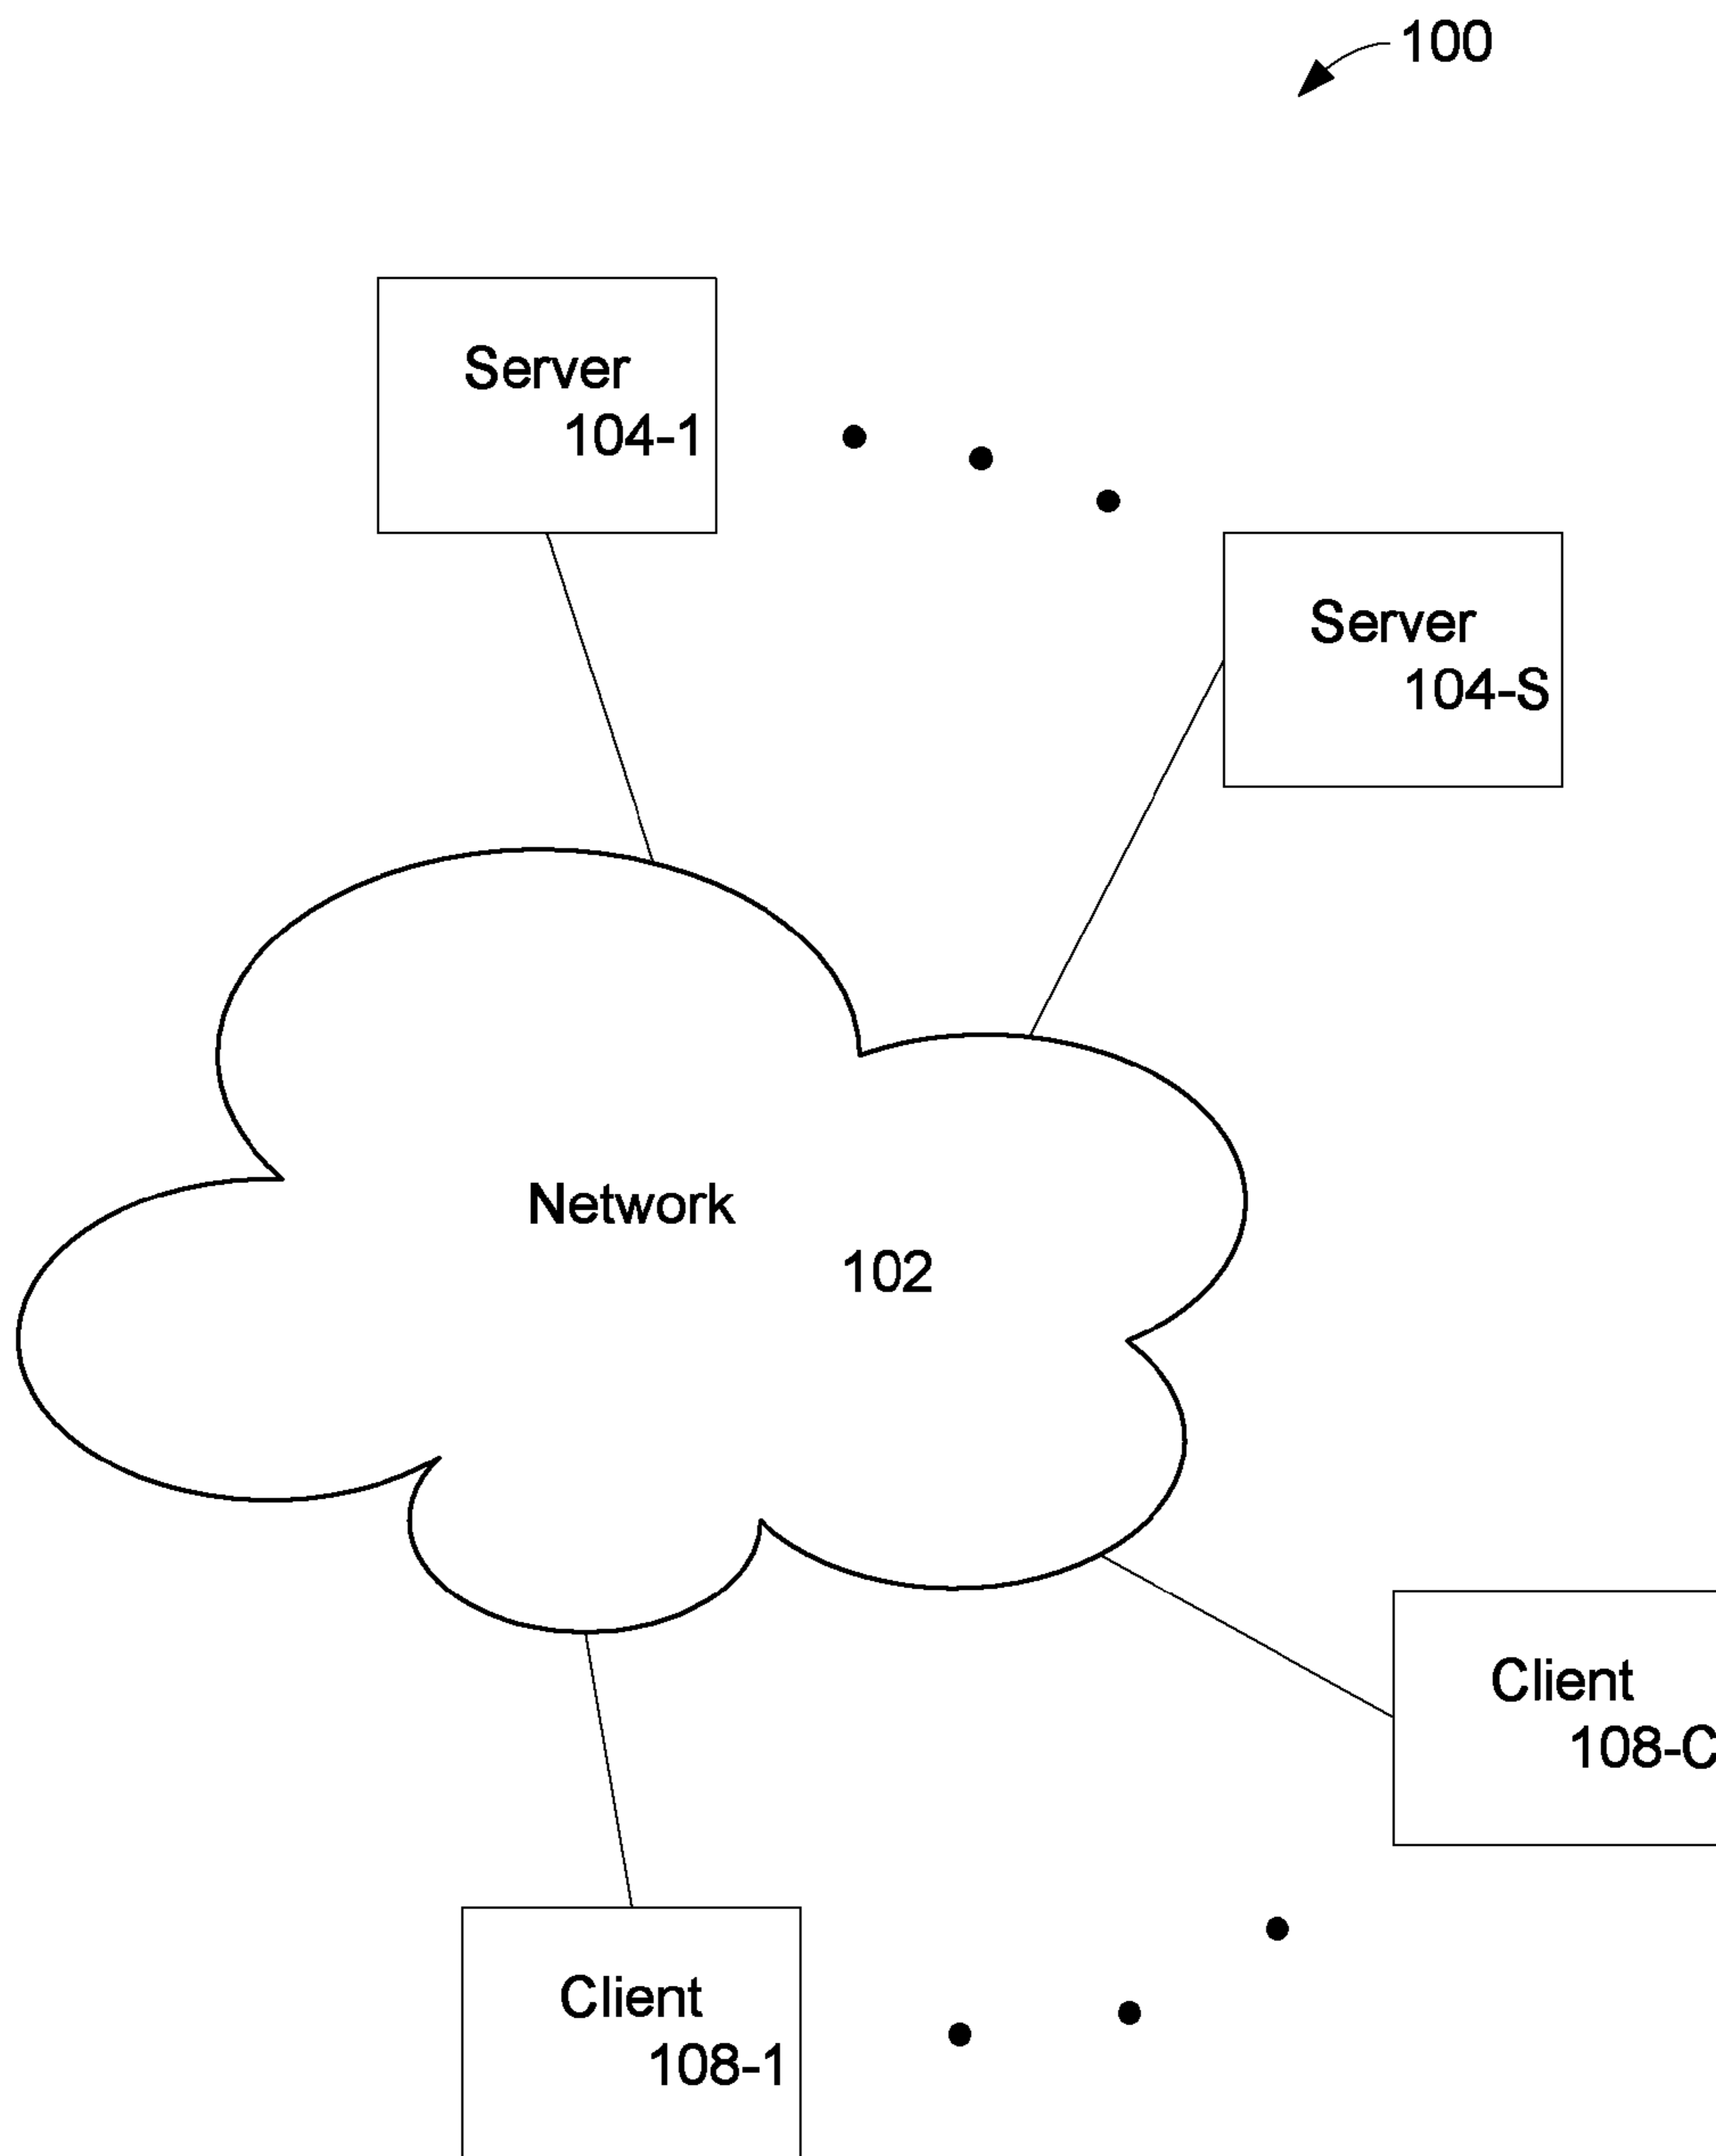 100
Server
104-1
Server
104-S
Network
102
Client
108-C
Client
108-1